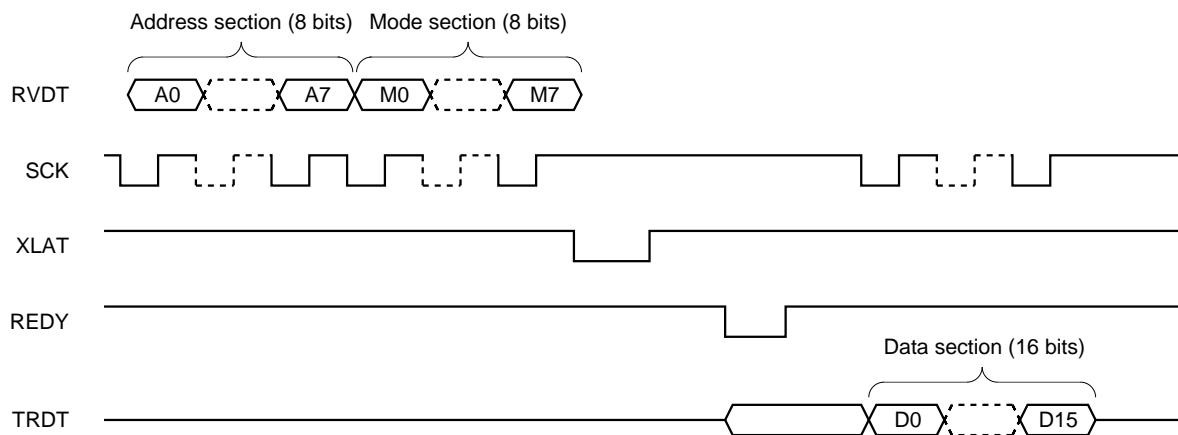 Address section (8 bits) Mode section (8 bits)
RVDT A0 A7 M0 M7
SCK
XLAT
REDY
Data section (16 bits)
TRDT D0 D15